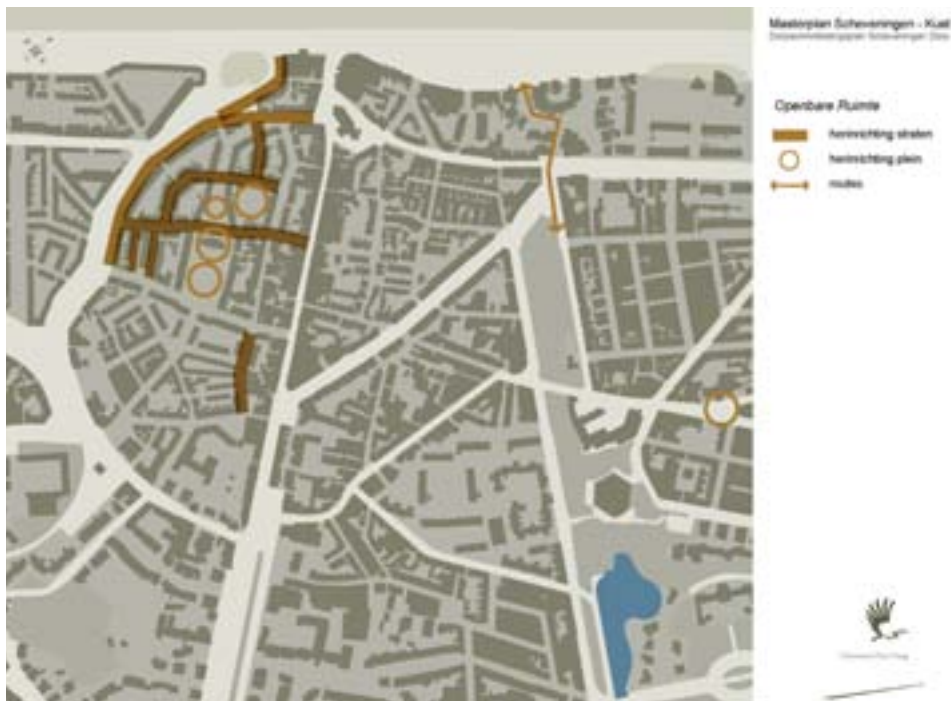 Masterplan Scheveningen - Kust
Openbare Ruimte
herinrichting straten
herinrichting plein
routes